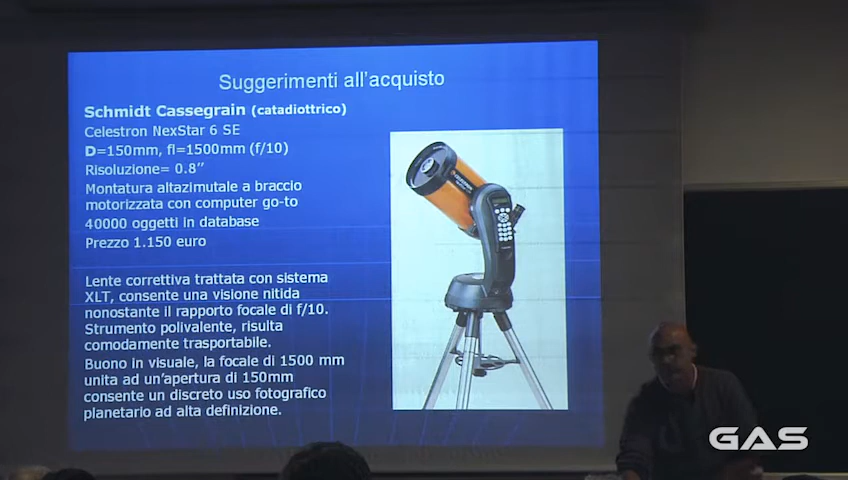 Suggerimenti all'acquisto
Schmidt Cassegrain (catadiottrico)
Celestron NexStar 6 SE
D=150mm, fl=1500mm (f/10)
Risoluzione= 0.8’’
Montatura altazimutale a braccio
motorizzata con computer go-to
40000 oggetti in database
Prezzo 1.150 euro
Lente correttiva trattata con sistema
XLT, consente una visione nitida
nonostante il rapporto focale di f/10.
Strumento polivalente, risulta
comodamente trasportabile.
Buono in visuale, la focale di 1500 mm
unita ad un'apertura di 150mm
consente un discreto uso fotografico
planetario ad alta definizione.
GAS